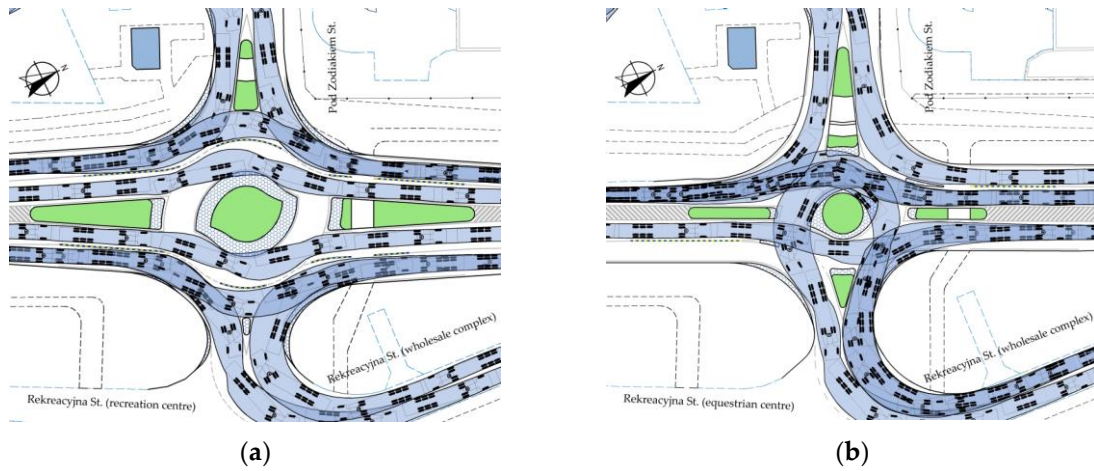 Pod Zodiakiem St.
N
Rekreacyjna St. (wholesale complex)
Rekreacyjna St. (recreation centre)
(a)
Pod Zodiakiem St.
N
Rekreacyjna St. (wholesale complex)
Rekreacyjna St. (equestrian centre)
(b)